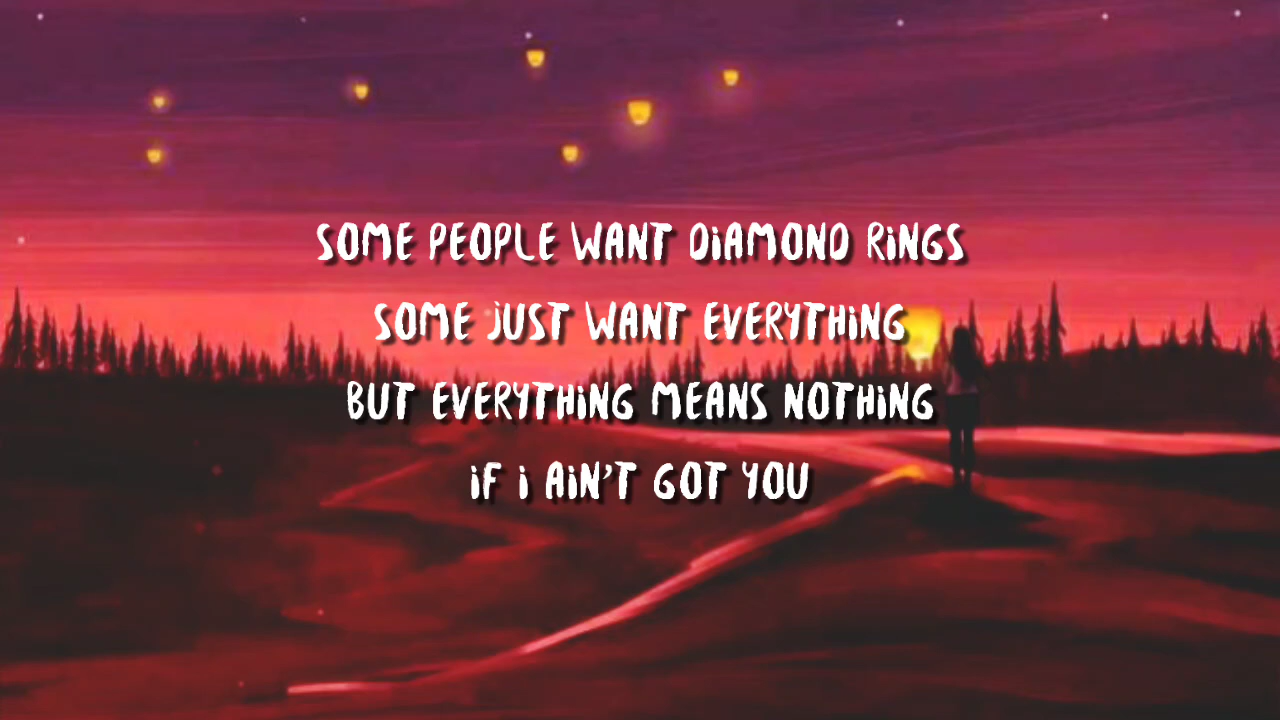 SOME PEOPLE WANT DiAMOND RiNGS
SOME JUST WANT EVERYTHiNG
BUT EVERYTHiNG MEANS NOTHiNG
iF i AiN'T GOT YOU